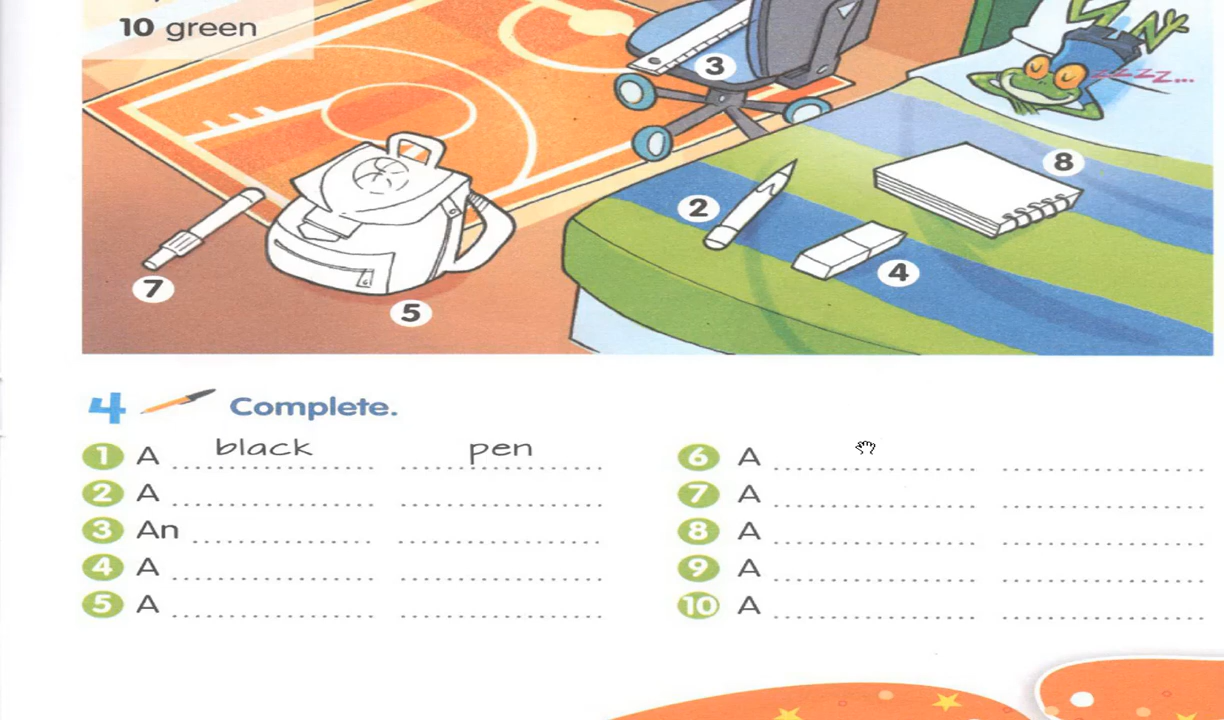 10 green
3
zzzz...
8
2
4
7
5
4 Complete.
1 A black pen
2 A
3 An
4 A
5 A
6 A
7 A
8 A
9 A
10 A